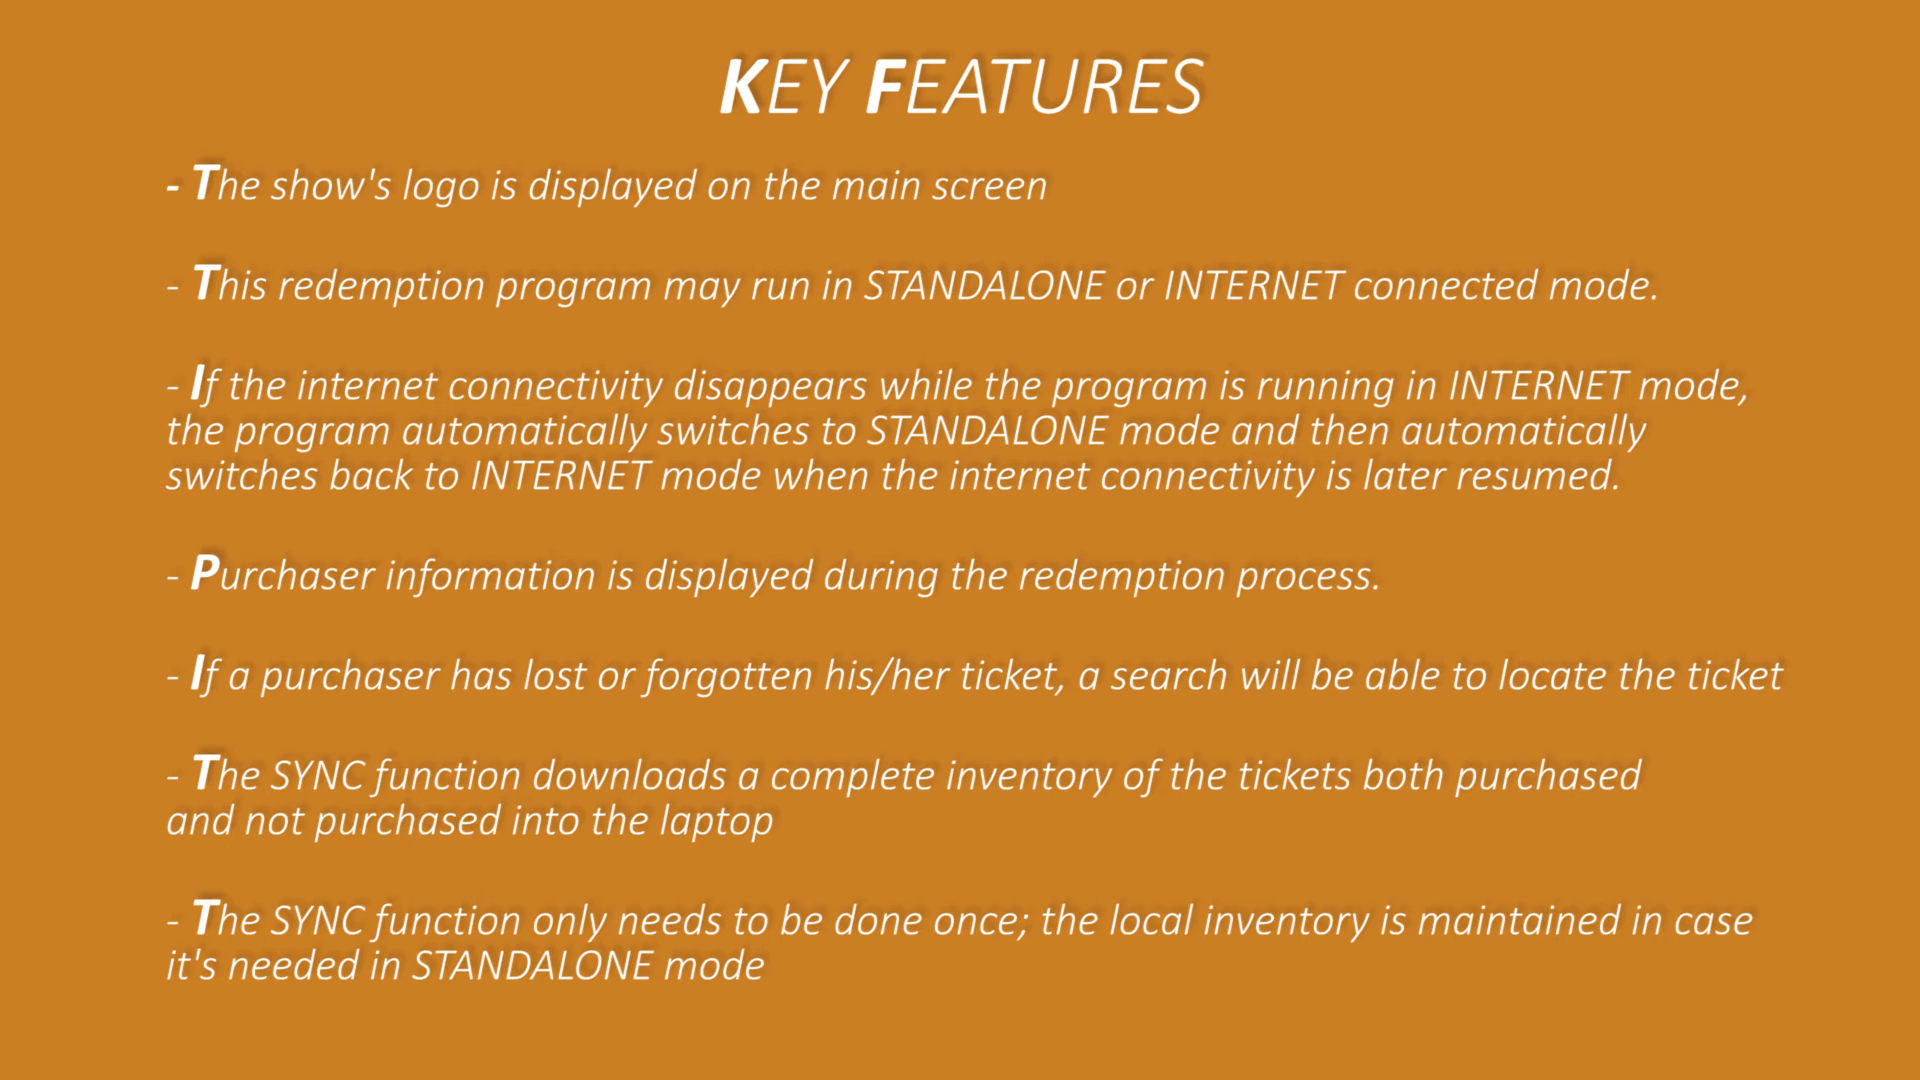 KEY FEATURES
- The show's logo is displayed on the main screen
- This redemption program may run in STANDALONE or INTERNET connected mode.
- If the internet connectivity disappears while the program is running in INTERNET mode,
the program automatically switches to STANDALONE mode and then automatically
switches back to INTERNET mode when the internet connectivity is later resumed.
- Purchaser information is displayed during the redemption process.
- If a purchaser has lost or forgotten his/her ticket, a search will be able to locate the ticket
- The SYNC function downloads a complete inventory of the tickets both purchased
and not purchased into the laptop
- The SYNC function only needs to be done once; the local inventory is maintained in case
it's needed in STANDALONE mode